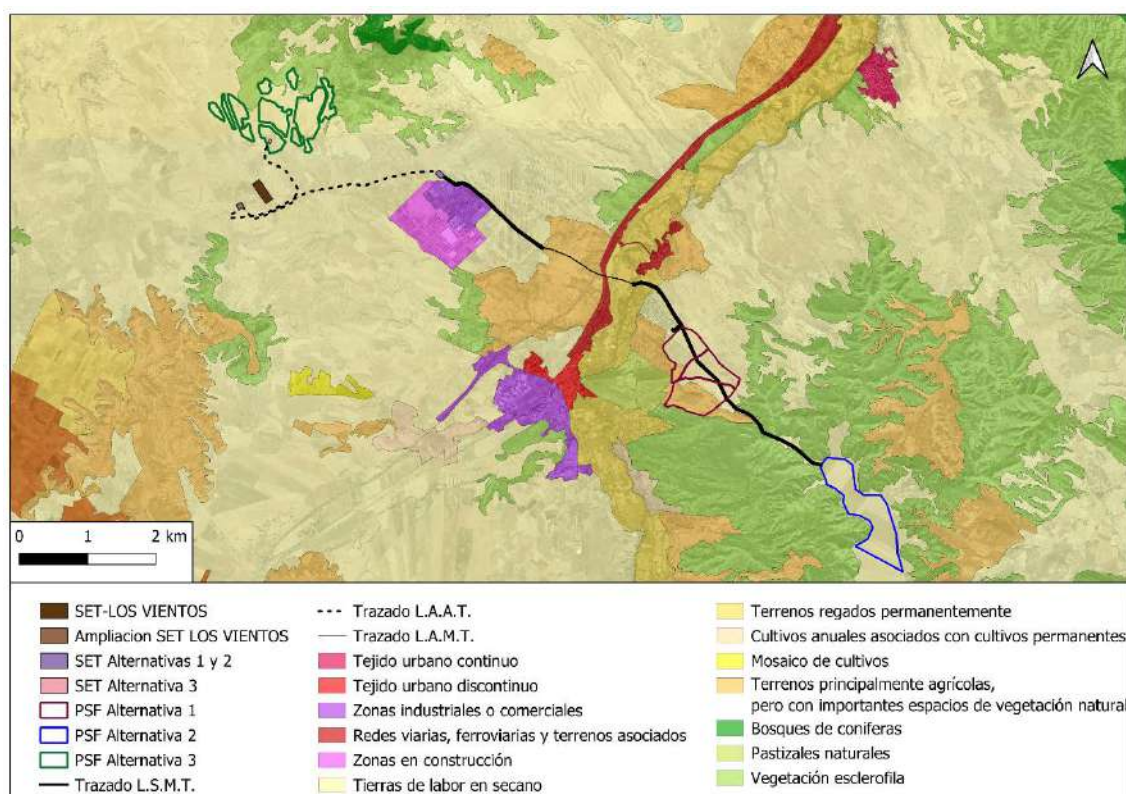 0 1 2 km
SET-LOS VIENTOS
Ampliacion SET LOS VIENTOS
SET Alternativas 1 y 2
SET Alternativa 3
PSF Alternativa 1
PSF Alternativa 2
PSF Alternativa 3
Trazado L.S.M.T.
Trazado L.A.A.T.
Trazado L.A.M.T.
Tejido urbano continuo
Tejido urbano discontinuo
Zonas industriales o comerciales
Redes viarias, ferroviarias y terrenos asociados
Zonas en construcción
Tierras de labor en secano
Terrenos regados permanentemente
Cultivos anuales asociados con cultivos permanentes
Mosaico de cultivos
Terrenos principalmente agrícolas,
pero con importantes espacios de vegetación natural
Bosques de coniferas
Pastizales naturales
Vegetación esclerofila